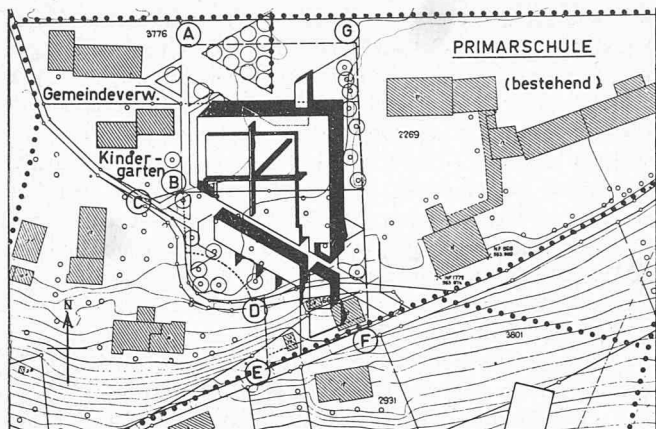 A
G
3776
PRIMARSCHULE
(bestehend)
Gemeindeverw.
2269
Kinder-
garten
B
C
N
D
E
F
3801
2931